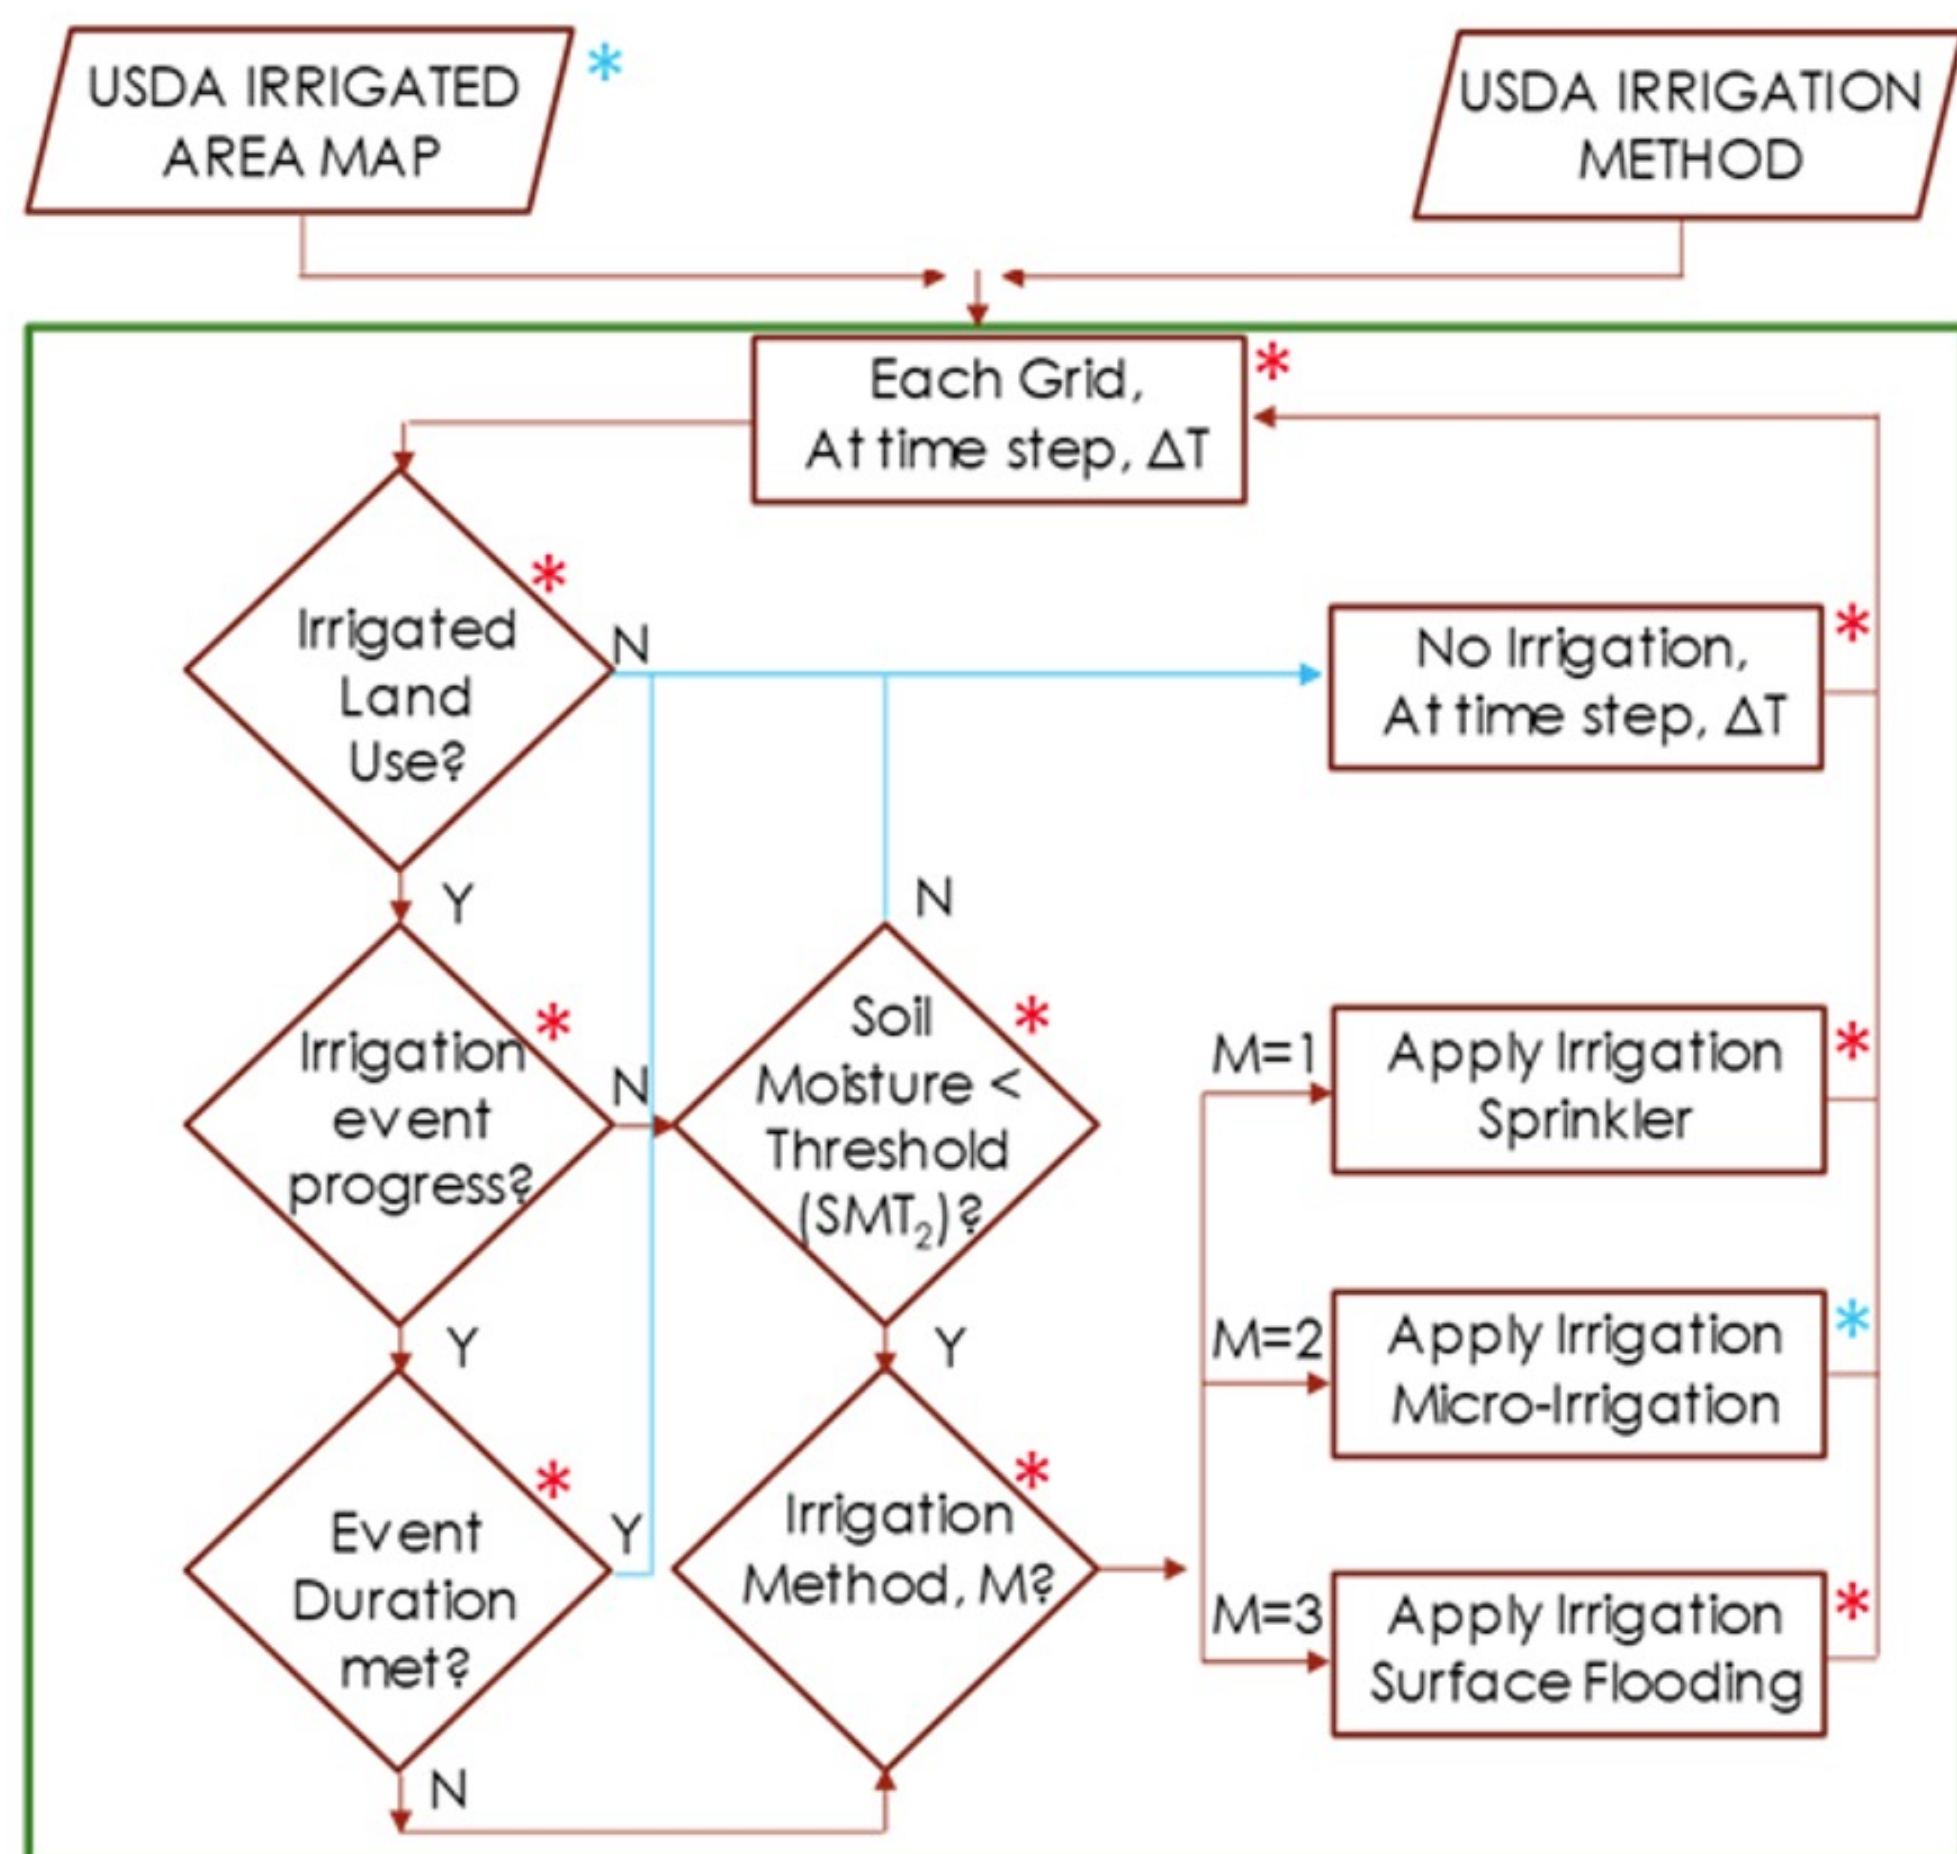 USDA IRRIGATED
AREA MAP
*
USDA IRRIGATION
METHOD
Each Grid,
At time step, ΔT
*
Irrigated
Land
Use?
*
N
No Irrigation,
At time step, ΔT
*
Y
N
Irrigation
event
progress?
*
N
Soil
Moisture <
Threshold
(SMT₂)?
*
M=1
Apply Irrigation
Sprinkler
*
Y
Y
M=2
Apply Irrigation
Micro-Irrigation
*
Event
Duration
met?
*
Y
Irrigation
Method, M?
*
M=3
Apply Irrigation
Surface Flooding
*
N